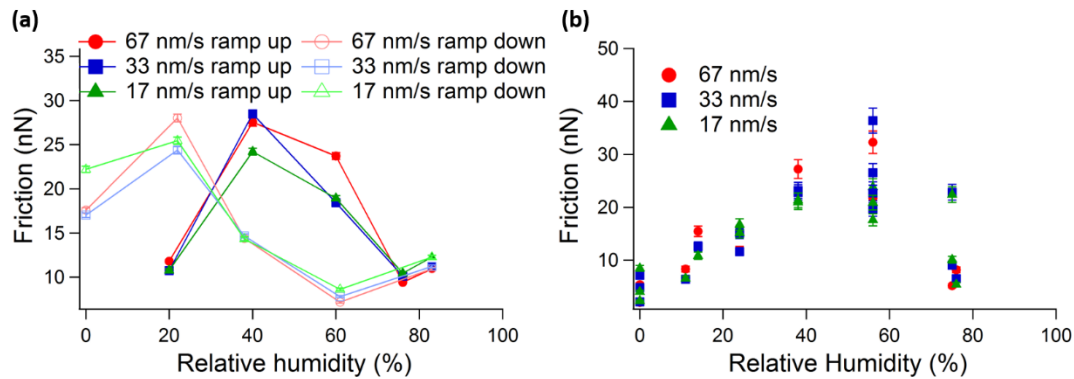 (a)
67 nm/s ramp up 67 nm/s ramp down
33 nm/s ramp up 33 nm/s ramp down
17 nm/s ramp up 17 nm/s ramp down
35
30
25
20
15
10
Friction (nN)
0 20 40 60 80 100
Relative humidity (%)
(b)
67 nm/s
33 nm/s
17 nm/s
50
40
30
20
10
Friction (nN)
0 20 40 60 80 100
Relative Humidity (%)